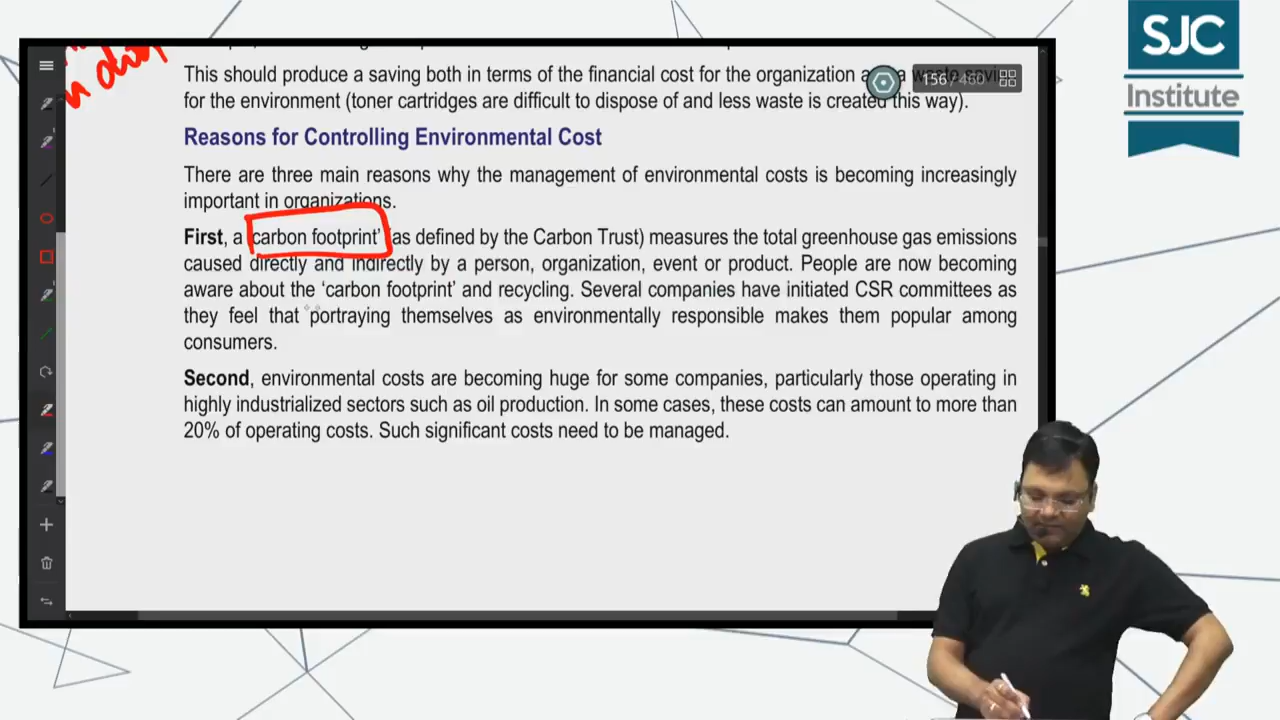 SJC
Institute
156 / 460
This should produce a saving both in terms of the financial cost for the organization
for the environment (toner cartridges are difficult to dispose of and less waste is created this way).
Reasons for Controlling Environmental Cost
There are three main reasons why the management of environmental costs is becoming increasingly
important in organizations.
First, a ‘carbon footprint’ (as defined by the Carbon Trust) measures the total greenhouse gas emissions
caused directly and indirectly by a person, organization, event or product. People are now becoming
aware about the ‘carbon footprint’ and recycling. Several companies have initiated CSR committees as
they feel that portraying themselves as environmentally responsible makes them popular among
consumers.
Second, environmental costs are becoming huge for some companies, particularly those operating in
highly industrialized sectors such as oil production. In some cases, these costs can amount to more than
20% of operating costs. Such significant costs need to be managed.